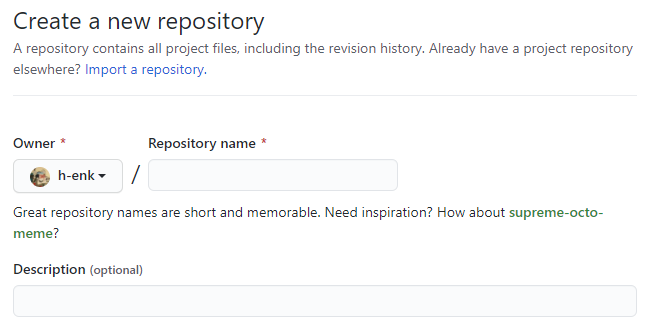 Create a new repository
A repository contains all project files, including the revision history. Already have a project repository
elsewhere? Import a repository.
Owner * Repository name *
h-enk /
Great repository names are short and memorable. Need inspiration? How about supreme-octo-
meme?
Description (optional)